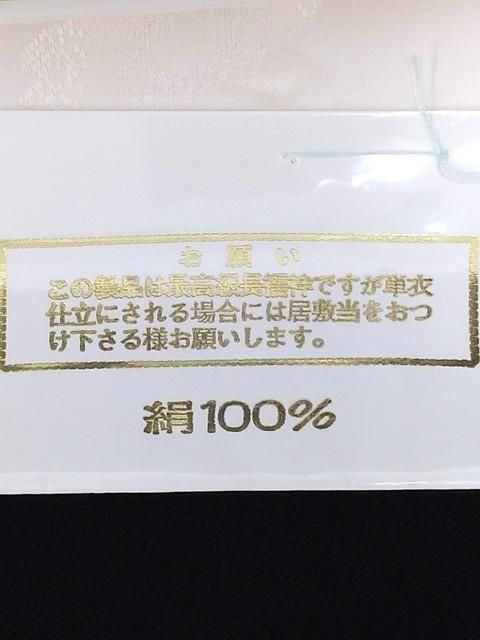 お願い
この製品は最高級長襦袢ですが単衣
仕立にされる場合には居敷当をおつ
け下さる様お願いします。
絹100%